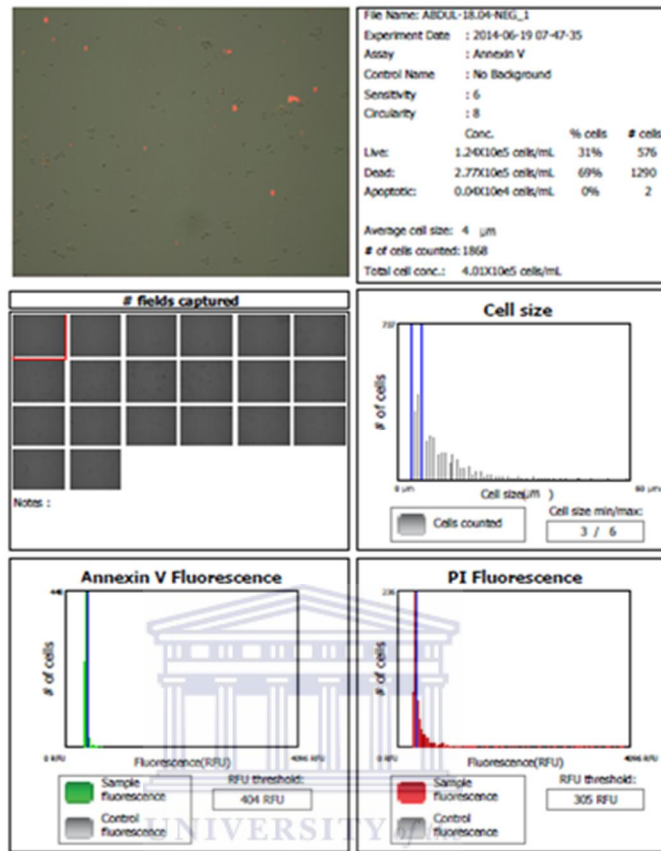 File Name: ABDUL-18.04-NEG_1
Experiment Date : 2014-06-19 07-47-35
Assay : Annexin V
Control Name : No Background
Sensitivity : 6
Circularity : 8
Conc. % cells # cells
Live: 1.24X10e5 cells/mL 31% 576
Dead: 2.77X10e5 cells/mL 69% 1290
Apoptotic: 0.04X10e4 cells/mL 0% 2
Average cell size: 4 μm
# of cells counted: 1868
Total cell conc.: 4.01X10e5 cells/mL
# fields captured
Notes :
Cell size
737
# of cells
0 μm 60 μm
Cell size(μm )
Cells counted
Cell size min/max:
3 / 6
Annexin V Fluorescence
# of cells
0 RFU 4096 RFU
Fluorescence(RFU)
Sample fluorescence
RFU threshold:
404 RFU
Control fluorescence
PI Fluorescence
# of cells
0 RFU 4096 RFU
Fluorescence(RFU)
Sample fluorescence
RFU threshold:
305 RFU
Control fluorescence
UNIVERSITY of the